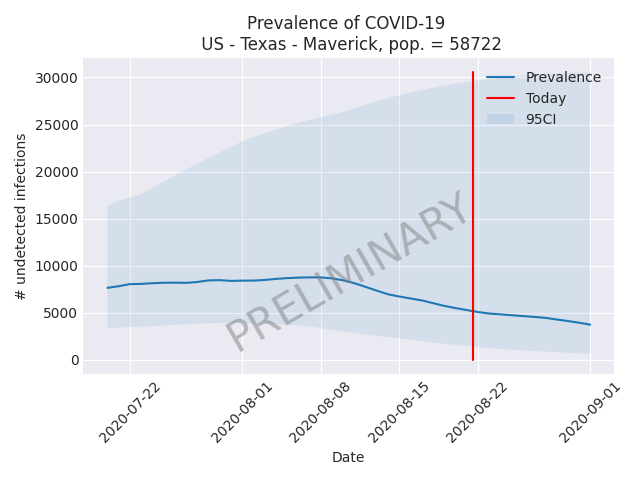 Prevalence of COVID-19
US - Texas - Maverick, pop. = 58722
30000
25000
20000
15000
10000
5000
0
# undetected infections
Prevalence
Today
95CI
PRELIMINARY
2020-07-22
2020-08-01
2020-08-08
2020-08-15
2020-08-22
2020-09-01
Date